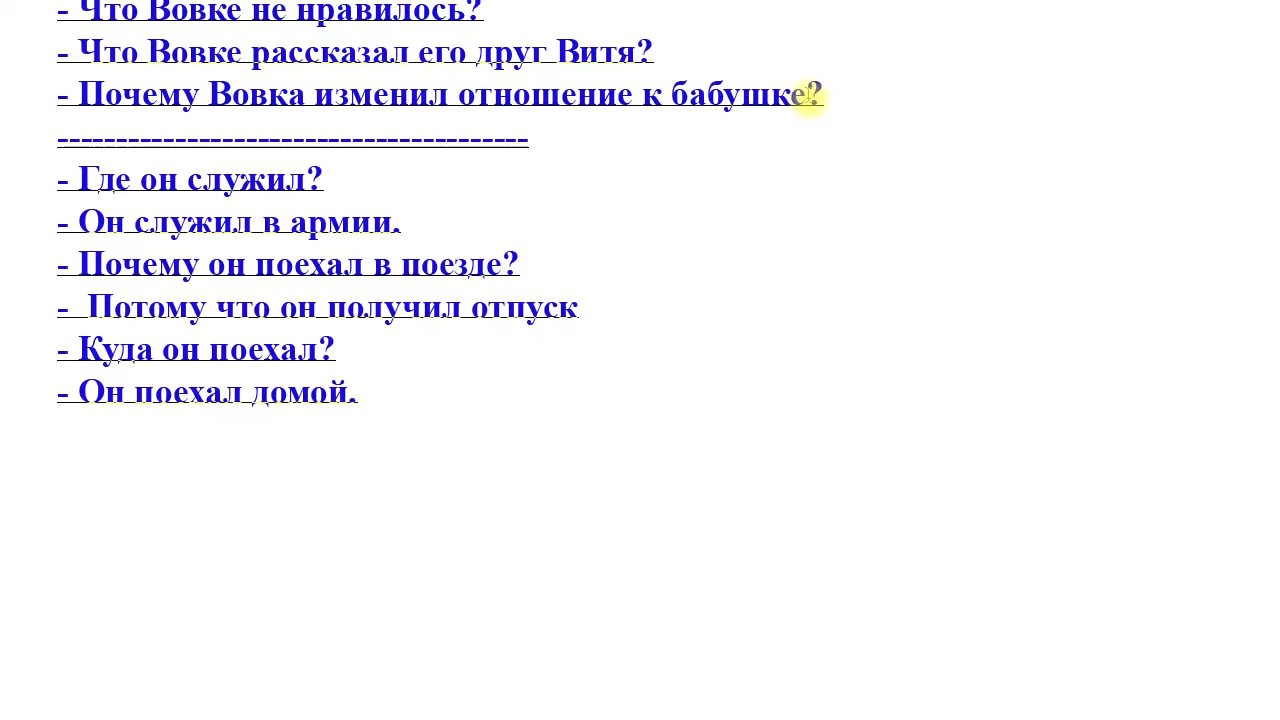 - Что Вовке не нравилось?
- Что Вовке рассказал его друг Витя?
- Почему Вовка изменил отношение к бабушке?
----------------------------------------
- Где он служил?
- Он служил в армии.
- Почему он поехал в поезде?
-  Потому что он получил отпуск
- Куда он поехал?
- Он поехал домой.